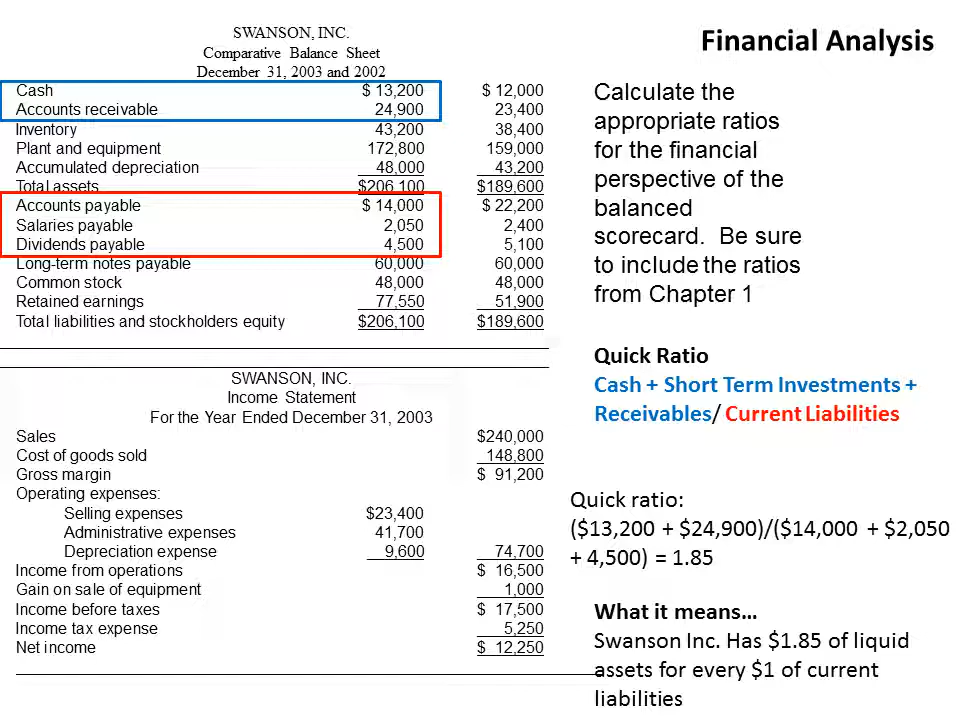 SWANSON, INC.
Comparative Balance Sheet
December 31, 2003 and 2002
Cash $ 13,200 $ 12,000
Accounts receivable 24,900 23,400
Inventory 43,200 38,400
Plant and equipment 172,800 159,000
Accumulated depreciation 48,000 43,200
Total assets $206,100 $189,600
Accounts payable $ 14,000 $ 22,200
Salaries payable 2,050 2,400
Dividends payable 4,500 5,100
Long-term notes payable 60,000 60,000
Common stock 48,000 48,000
Retained earnings 77,550 51,900
Total liabilities and stockholders equity $206,100 $189,600
SWANSON, INC.
Income Statement
For the Year Ended December 31, 2003
Sales $240,000
Cost of goods sold 148,800
Gross margin $ 91,200
Operating expenses:
Selling expenses $23,400
Administrative expenses 41,700
Depreciation expense 9,600 74,700
Income from operations $ 16,500
Gain on sale of equipment 1,000
Income before taxes $ 17,500
Income tax expense 5,250
Net income $ 12,250
Financial Analysis
Calculate the
appropriate ratios
for the financial
perspective of the
balanced
scorecard. Be sure
to include the ratios
from Chapter 1
Quick Ratio
Cash + Short Term Investments +
Receivables/ Current Liabilities
Quick ratio:
($13,200 + $24,900)/($14,000 + $2,050
+ 4,500) = 1.85
What it means…
Swanson Inc. Has $1.85 of liquid
assets for every $1 of current
liabilities